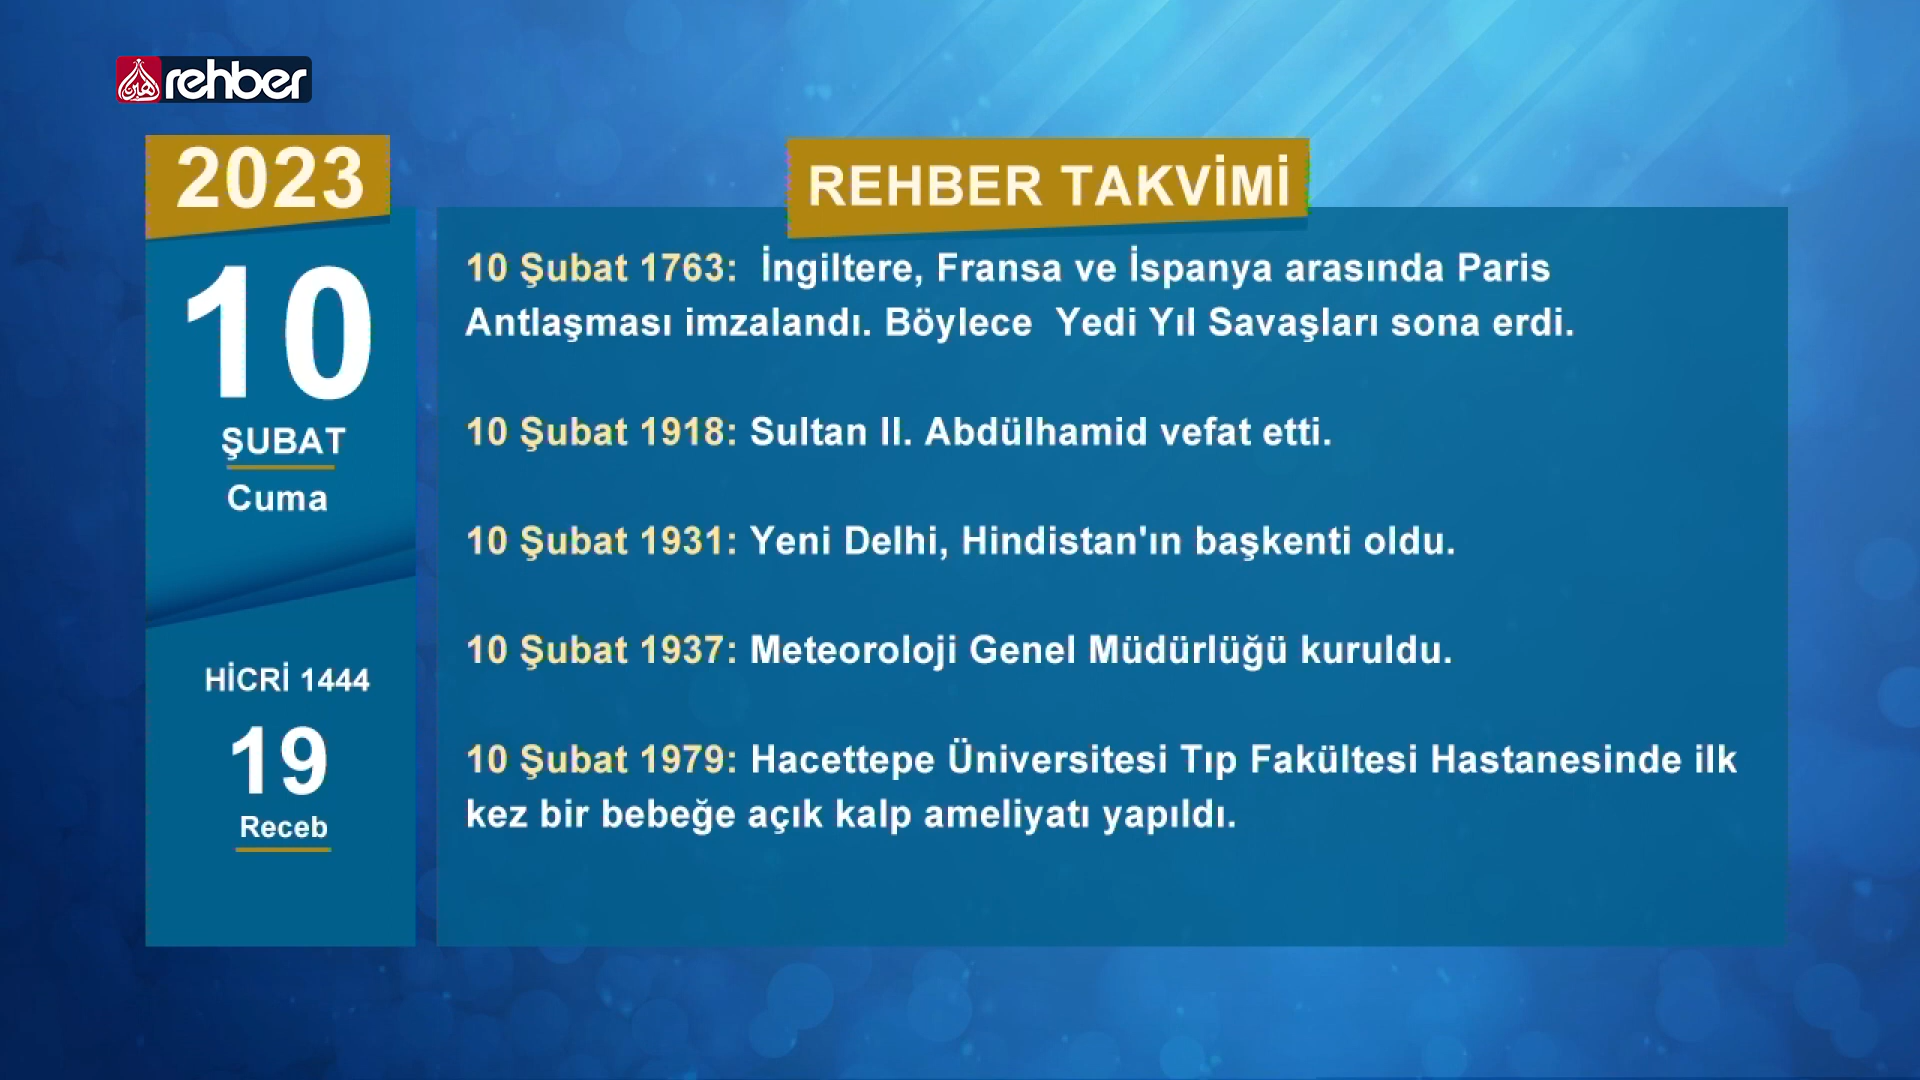 rehber
2023
10
ŞUBAT
Cuma
HİCRİ 1444
19
Receb
REHBER TAKVİMİ
10 Şubat 1763:  İngiltere, Fransa ve İspanya arasında Paris
Antlaşması imzalandı. Böylece  Yedi Yıl Savaşları sona erdi.
10 Şubat 1918: Sultan II. Abdülhamid vefat etti.
10 Şubat 1931: Yeni Delhi, Hindistan'ın başkenti oldu.
10 Şubat 1937: Meteoroloji Genel Müdürlüğü kuruldu.
10 Şubat 1979: Hacettepe Üniversitesi Tıp Fakültesi Hastanesinde ilk
kez bir bebeğe açık kalp ameliyatı yapıldı.